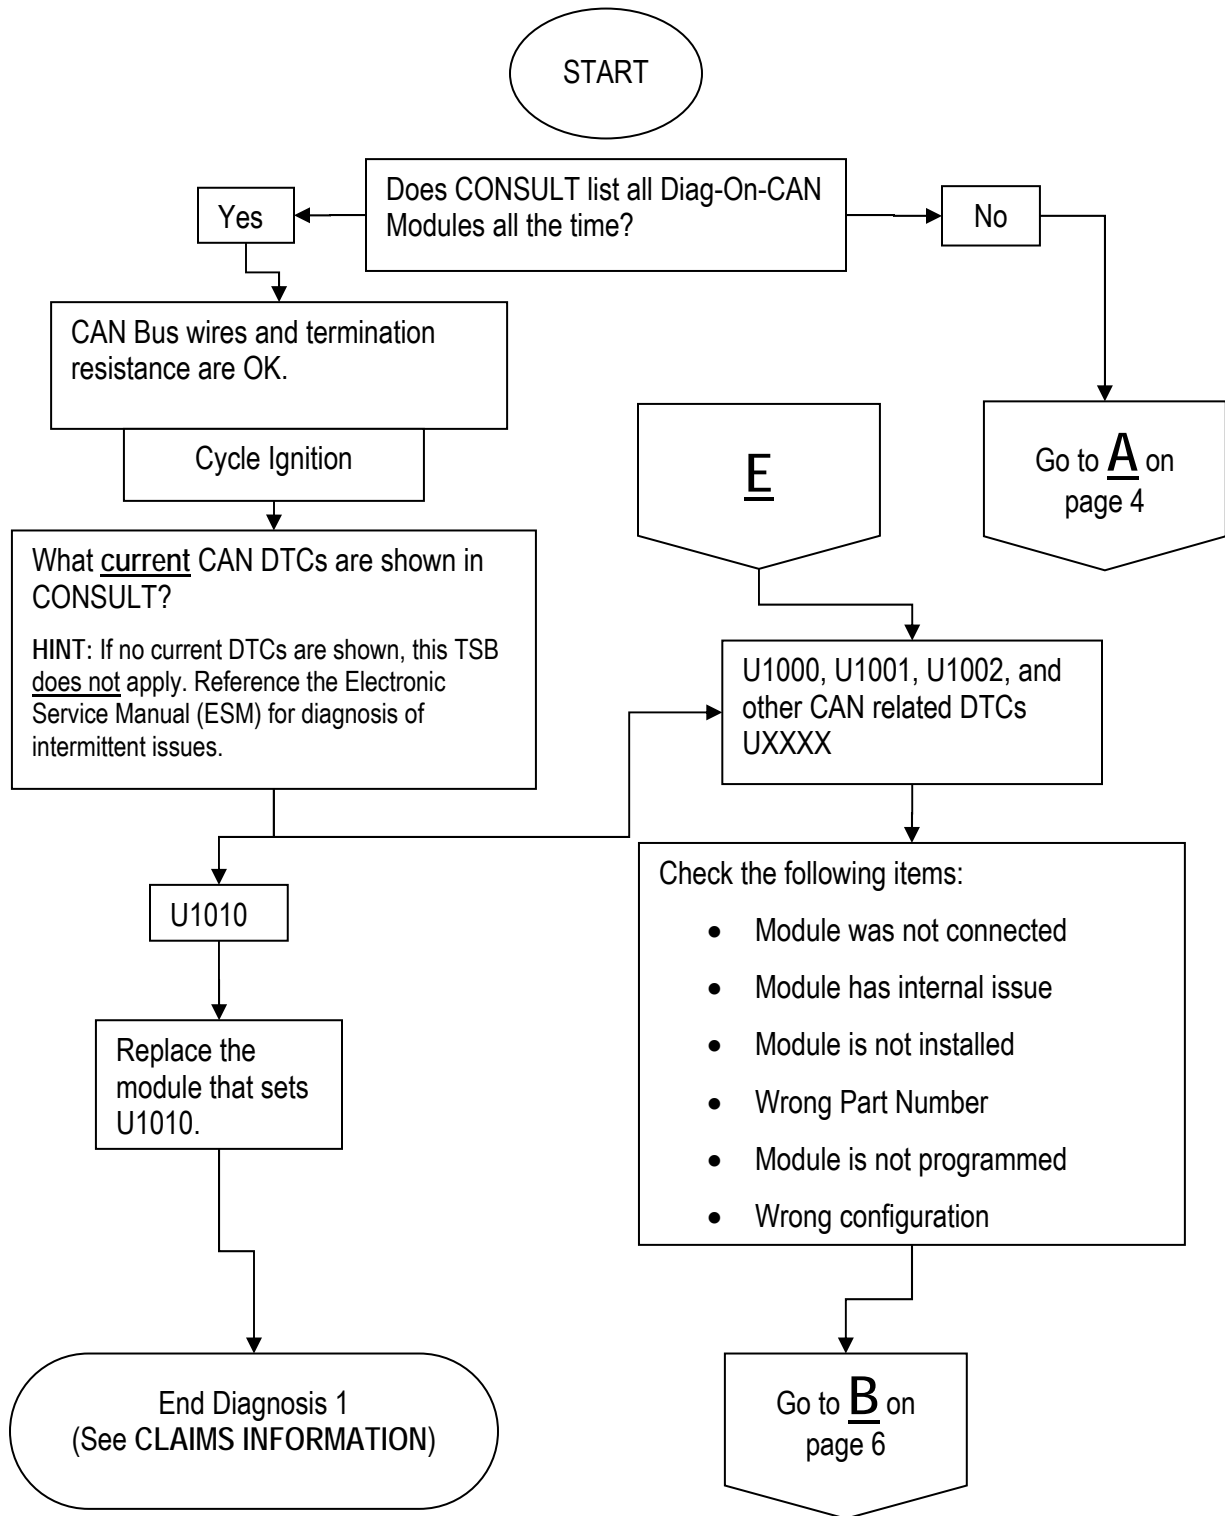 START
Does CONSULT list all Diag-On-CAN
Modules all the time?
Yes
No
CAN Bus wires and termination
resistance are OK.
Cycle Ignition
E
Go to A on
page 4
What current CAN DTCs are shown in
CONSULT?
HINT: If no current DTCs are shown, this TSB
does not apply. Reference the Electronic
Service Manual (ESM) for diagnosis of
intermittent issues.
U1000, U1001, U1002, and
other CAN related DTCs
UXXXX
U1010
Check the following items:
• Module was not connected
• Module has internal issue
• Module is not installed
• Wrong Part Number
• Module is not programmed
• Wrong configuration
Replace the
module that sets
U1010.
End Diagnosis 1
(See CLAIMS INFORMATION)
Go to B on
page 6